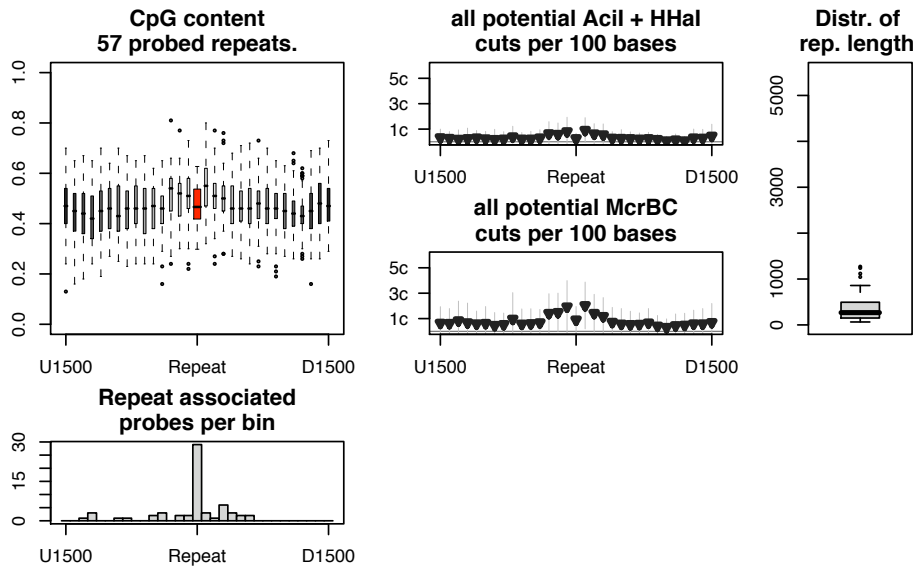 CpG content
57 probed repeats.
1.0
0.8
0.6
0.4
0.2
0.0
U1500
Repeat
D1500
all potential AciI + HHaI
cuts per 100 bases
5c
3c
1c
U1500
Repeat
D1500
all potential McrBC
cuts per 100 bases
5c
3c
1c
U1500
Repeat
D1500
Distr. of
rep. length
5000
3000
1000
0
Repeat associated
probes per bin
30
15
0
U1500
Repeat
D1500